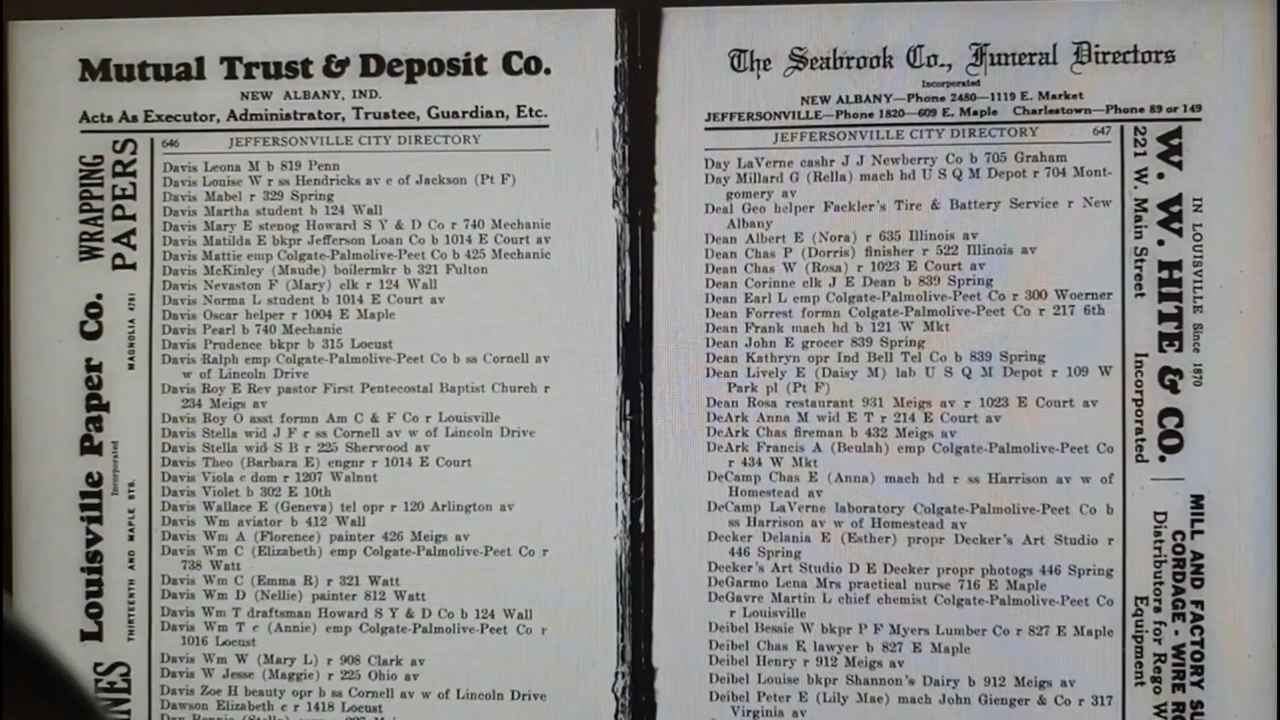 Mutual Trust & Deposit Co.
NEW ALBANY, IND.
Acts As Executor, Administrator, Trustee, Guardian, Etc.
646 JEFFERSONVILLE CITY DIRECTORY
Davis Leona M b 819 Penn
Davis Louise W r ss Hendricks av e of Jackson (Pt F)
Davis Mabel r 329 Spring
Davis Martha student b 124 Wall
Davis Mary E stenog Howard S Y & D Co r 740 Mechanic
Davis Matilda E bkpr Jefferson Loan Co b 1014 E Court av
Davis Mattie emp Colgate-Palmolive-Peet Co b 425 Mechanic
Davis McKinley (Maude) boilermkr b 321 Fulton
Davis Nevaston F (Mary) clk r 124 Wall
Davis Norma L student b 1014 E Court av
Davis Oscar helper r 1004 E Maple
Davis Pearl b 740 Mechanic
Davis Prudence bkpr b 315 Locust
Davis Ralph emp Colgate-Palmolive-Peet Co b ss Cornell av
w of Lincoln Drive
Davis Roy E Rev pastor First Pentecostal Baptist Church r
234 Meigs av
Davis Roy O asst formn Am C & F Co r Louisville
Davis Stella wid J F r ss Cornell av w of Lincoln Drive
Davis Stella wid S B r 225 Sherwood av
Davis Theo (Barbara E) engnr r 1014 E Court
Davis Viola c dom r 1207 Walnut
Davis Violet b 302 E 10th
Davis Wallace E (Geneva) tel opr r 120 Arlington av
Davis Wm aviator b 412 Wall
Davis Wm A (Florence) painter 426 Meigs av
Davis Wm C (Elizabeth) emp Colgate-Palmolive-Peet Co r
738 Watt
Davis Wm C (Emma R) r 321 Watt
Davis Wm D (Nellie) painter 812 Watt
Davis Wm T draftsman Howard S Y & D Co b 124 Wall
Davis Wm T c (Annie) emp Colgate-Palmolive-Peet Co r
1016 Locust
Davis Wm W (Mary L) r 908 Clark av
Davis W Jesse (Maggie) r 225 Ohio av
Davis Zoe H beauty opr b ss Cornell av w of Lincoln Drive
Dawson Elizabeth c r 1418 Locust
WRAPPING
PAPERS
Louisville Paper Co.
Incorporated
MAGNOLIA 4781
THIRTEENTH AND MAPLE STS.
The Seabrook Co., Funeral Directors
Incorporated
NEW ALBANY—Phone 2480—1119 E. Market
JEFFERSONVILLE—Phone 1820—609 E. Maple Charlestown—Phone 89 or 149
JEFFERSONVILLE CITY DIRECTORY 647
Day LaVerne cashr J J Newberry Co b 705 Graham
Day Millard G (Rella) mach hd U S Q M Depot r 704 Mont-
gomery av
Deal Geo helper Fackler's Tire & Battery Service r New
Albany
Dean Albert E (Nora) r 635 Illinois av
Dean Chas P (Dorris) finisher r 522 Illinois av
Dean Chas W (Rosa) r 1023 E Court av
Dean Corinne clk J E Dean b 839 Spring
Dean Earl L emp Colgate-Palmolive-Peet Co r 300 Woerner
Dean Forrest formn Colgate-Palmolive-Peet Co r 217 6th
Dean Frank mach hd b 121 W Mkt
Dean John E grocer 839 Spring
Dean Kathryn opr Ind Bell Tel Co b 839 Spring
Dean Lively E (Daisy M) lab U S Q M Depot r 109 W
Park pl (Pt F)
Dean Rosa restaurant 931 Meigs av r 1023 E Court av
DeArk Anna M wid E T r 214 E Court av
DeArk Chas fireman b 432 Meigs av
DeArk Francis A (Beulah) emp Colgate-Palmolive-Peet Co
r 434 W Mkt
DeCamp Chas E (Anna) mach hd r ss Harrison av w of
Homestead av
DeCamp LaVerne laboratory Colgate-Palmolive-Peet Co b
ss Harrison av w of Homestead av
Decker Delania E (Esther) propr Decker's Art Studio r
446 Spring
Decker's Art Studio D E Decker propr photogs 446 Spring
DeGarmo Lena Mrs practical nurse 716 E Maple
DeGavre Martin L chief chemist Colgate-Palmolive-Peet Co
r Louisville
Deibel Bessie W bkpr P F Myers Lumber Co r 827 E Maple
Deibel Chas E lawyer b 827 E Maple
Deibel Henry r 912 Meigs av
Deibel Louise bkpr Shannon's Dairy b 912 Meigs av
Deibel Peter E (Lily Mae) mach John Gienger & Co r 317
Virginia av
IN LOUISVILLE Since 1870
W. W. HITE & CO.
221 W. Main Street Incorporated
MILL AND FACTORY SU
CORDAGE - WIRE RO
Distributors for Rego W
Equipment